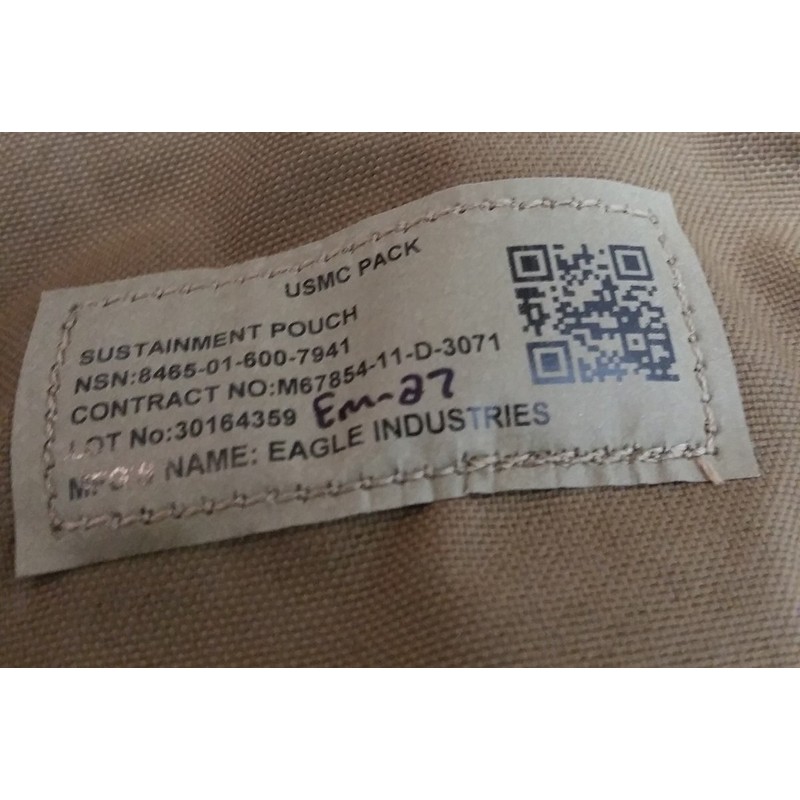 USMC PACK
SUSTAINMENT POUCH
NSN:8465-01-600-7941
CONTRACT NO:M67854-11-D-3071
LOT No:30164359 Em-27
MFG's NAME: EAGLE INDUSTRIES